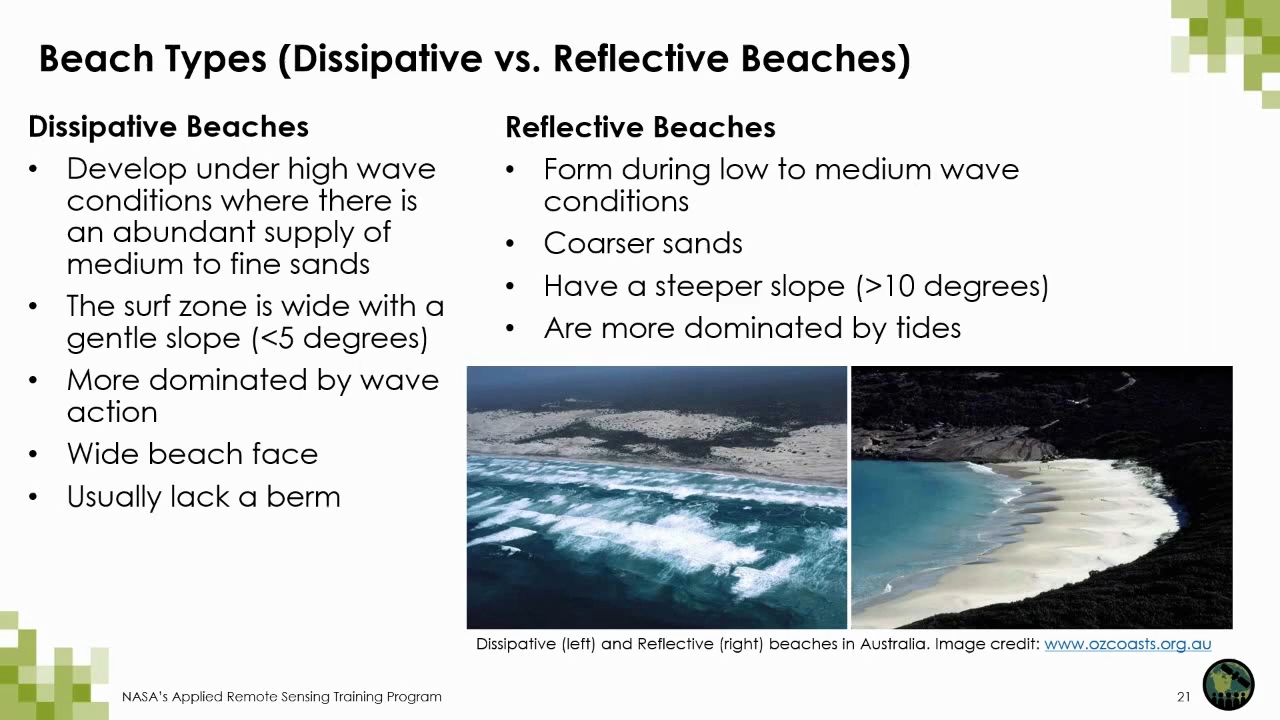 Beach Types (Dissipative vs. Reflective Beaches)
Dissipative Beaches
• Develop under high wave
conditions where there is
an abundant supply of
medium to fine sands
• The surf zone is wide with a
gentle slope (<5 degrees)
• More dominated by wave
action
• Wide beach face
• Usually lack a berm
Reflective Beaches
• Form during low to medium wave
conditions
• Coarser sands
• Have a steeper slope (>10 degrees)
• Are more dominated by tides
Dissipative (left) and Reflective (right) beaches in Australia. Image credit: www.ozcoasts.org.au
NASA's Applied Remote Sensing Training Program
21